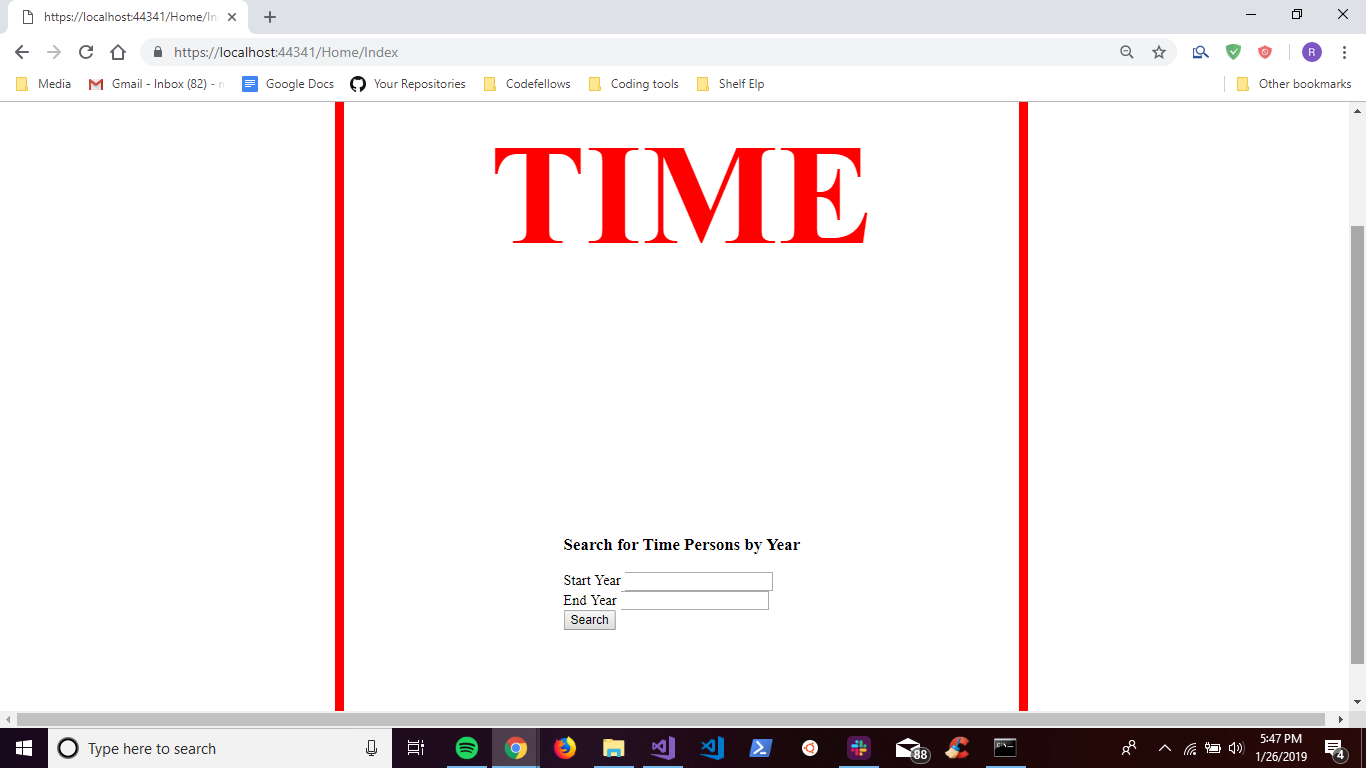 https://localhost:44341/Home/In
https://localhost:44341/Home/Index
R
Media
Gmail - Inbox (82) - n
Google Docs
Your Repositories
Codefellows
Coding tools
Shelf Elp
Other bookmarks
TIME
Search for Time Persons by Year
Start Year
End Year
Search
Type here to search
88
5:47 PM
1/26/2019
4